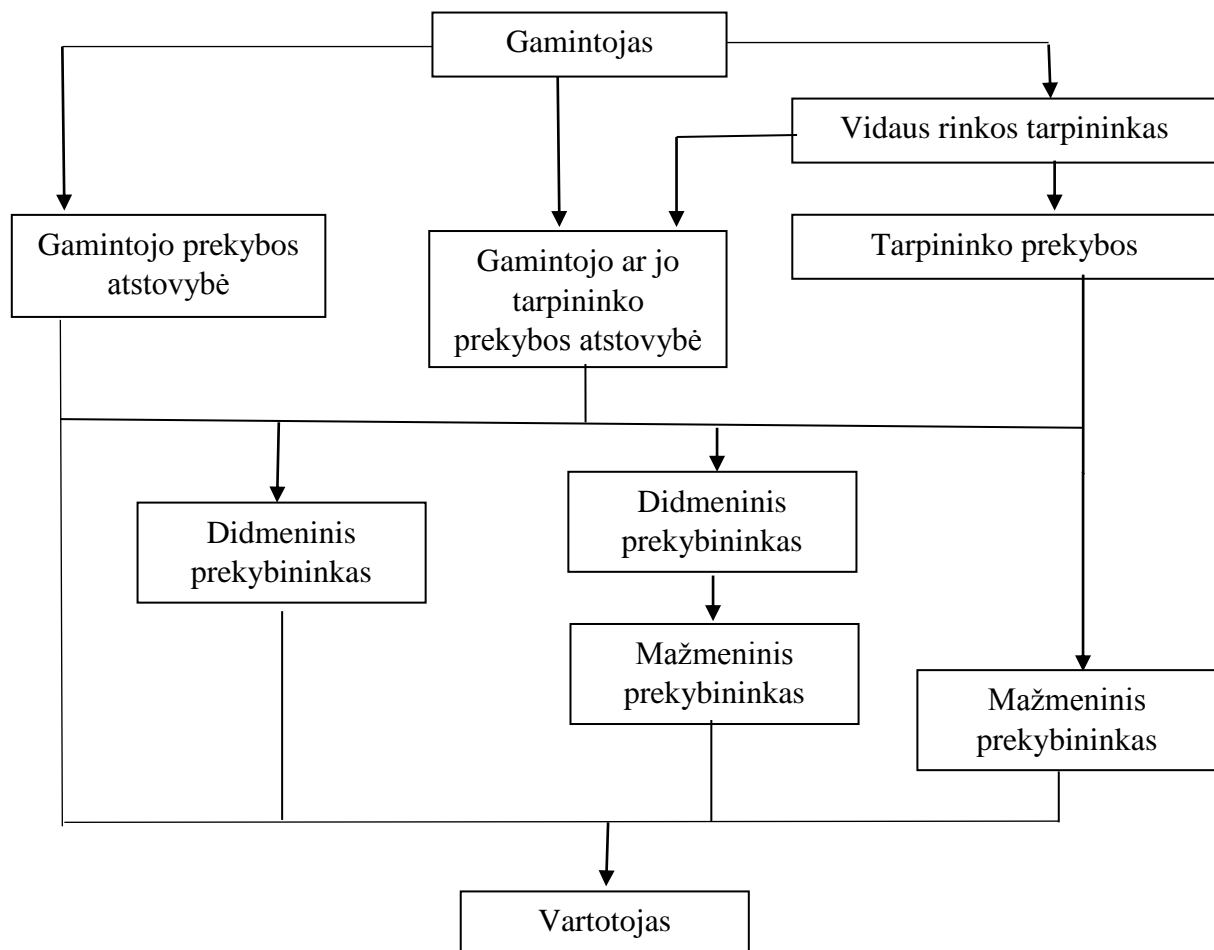 Gamintojas
Vidaus rinkos tarpininkas
Gamintojo prekybos
atstovybė
Gamintojo ar jo
tarpininko
prekybos atstovybė
Tarpininko prekybos
Didmeninis
prekybininkas
Didmeninis
prekybininkas
Mažmeninis
prekybininkas
Mažmeninis
prekybininkas
Vartotojas